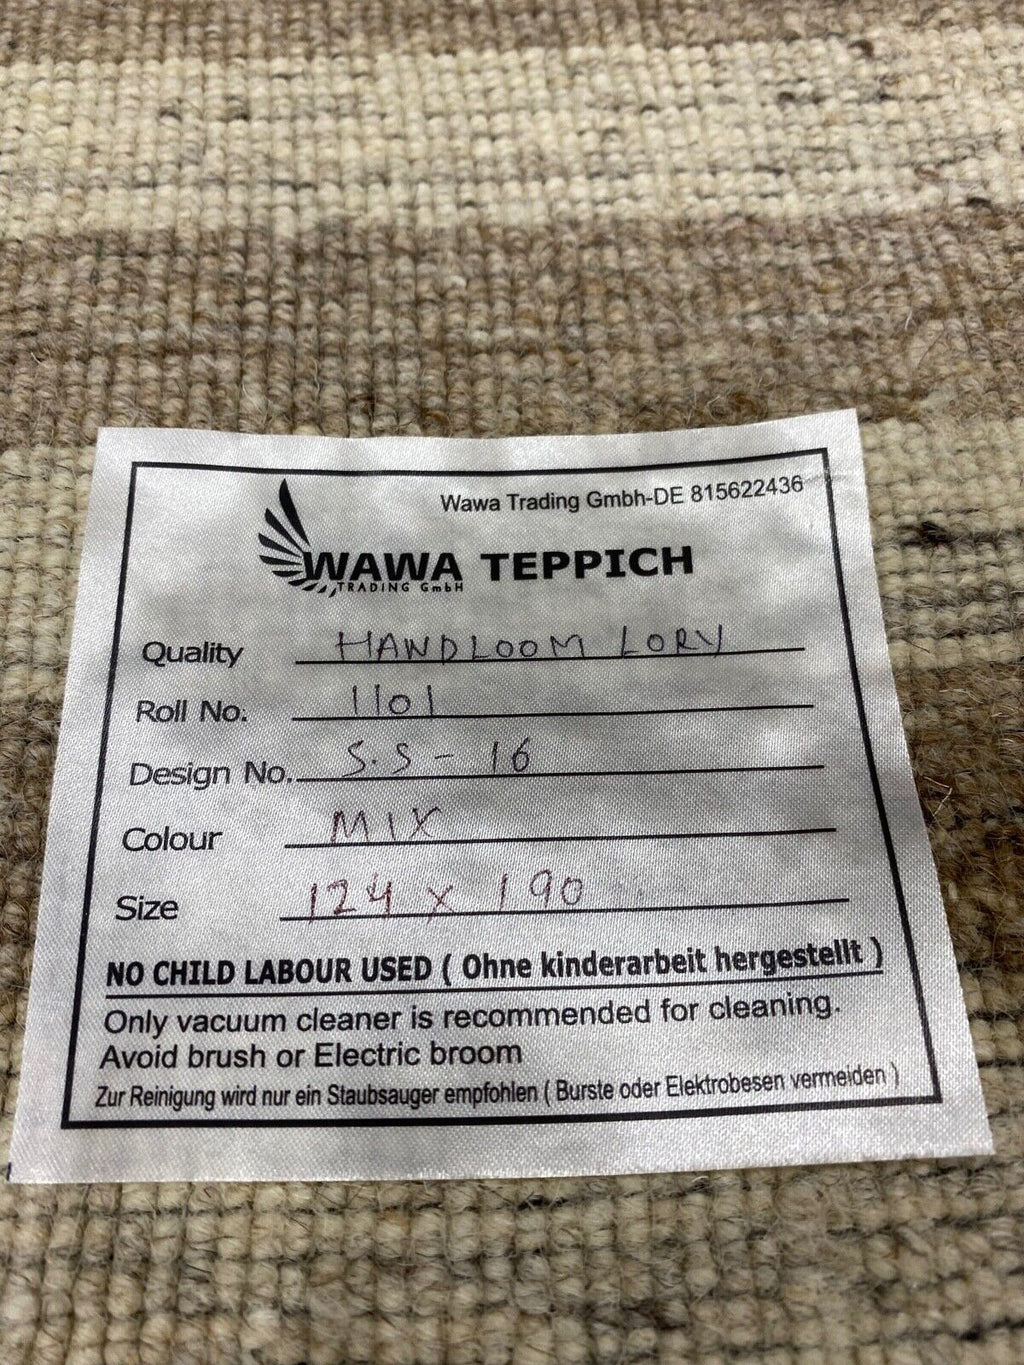 Wawa Trading Gmbh-DE 815622436
WAWA TEPPICH
TRADING GmbH
Quality HANDLOOM LORV
Roll No. 1101
Design No. S.S - 16
Colour MIX
Size 124 x 190
NO CHILD LABOUR USED ( Ohne kinderarbeit hergestellt )
Only vacuum cleaner is recommended for cleaning.
Avoid brush or Electric broom
Zur Reinigung wird nur ein Staubsauger empfohlen ( Burste oder Elektrobesen vermeiden )